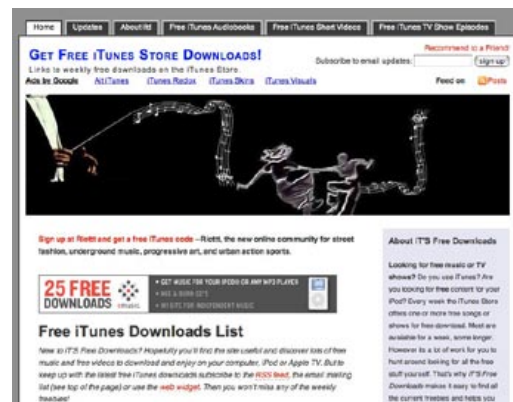 Home Updates About itd Free iTunes Audiobooks Free iTunes Short Videos Free iTunes TV Show Episodes
Recommend to a Friend!
GET FREE ITUNES STORE DOWNLOADS!
Subscribe to email updates: sign up!
Links to weekly free downloads on the iTunes Store.
Ads by Google All iTunes iTunes Redux iTunes Skins iTunes Visuals Feed on Posts
Sign up at Riottt and get a free iTunes code – Riottt, the new online community for street
fashion, underground music, progressive art, and urban action sports.
25 FREE DOWNLOADS
• GET MUSIC FOR YOUR IPOD® OR ANY MP3 PLAYER
Free iTunes Downloads List
New to iT'S Free Downloads? Hopefully you'll find the site useful and discover lots of free
music and free videos to download and enjoy on your computer, iPod or Apple TV. But to
keep up with the latest free iTunes downloads subscribe to the RSS feed, the email mailing
list (see top of the page) or use the web widget. Then you won't miss any of the weekly
freebies!
About iT'S Free Downloads
Looking for free music or TV
shows? Do you use iTunes? Are
you looking for free content for your
iPod? Every week the iTunes Store
offers one or more free songs or
shows for free download. Most are
available for a week, some longer.
However its a lot of work for you to
hunt around looking for all the free
stuff yourself. That's why iT'S Free
Downloads makes it easy to find all
the current freebies and helps you